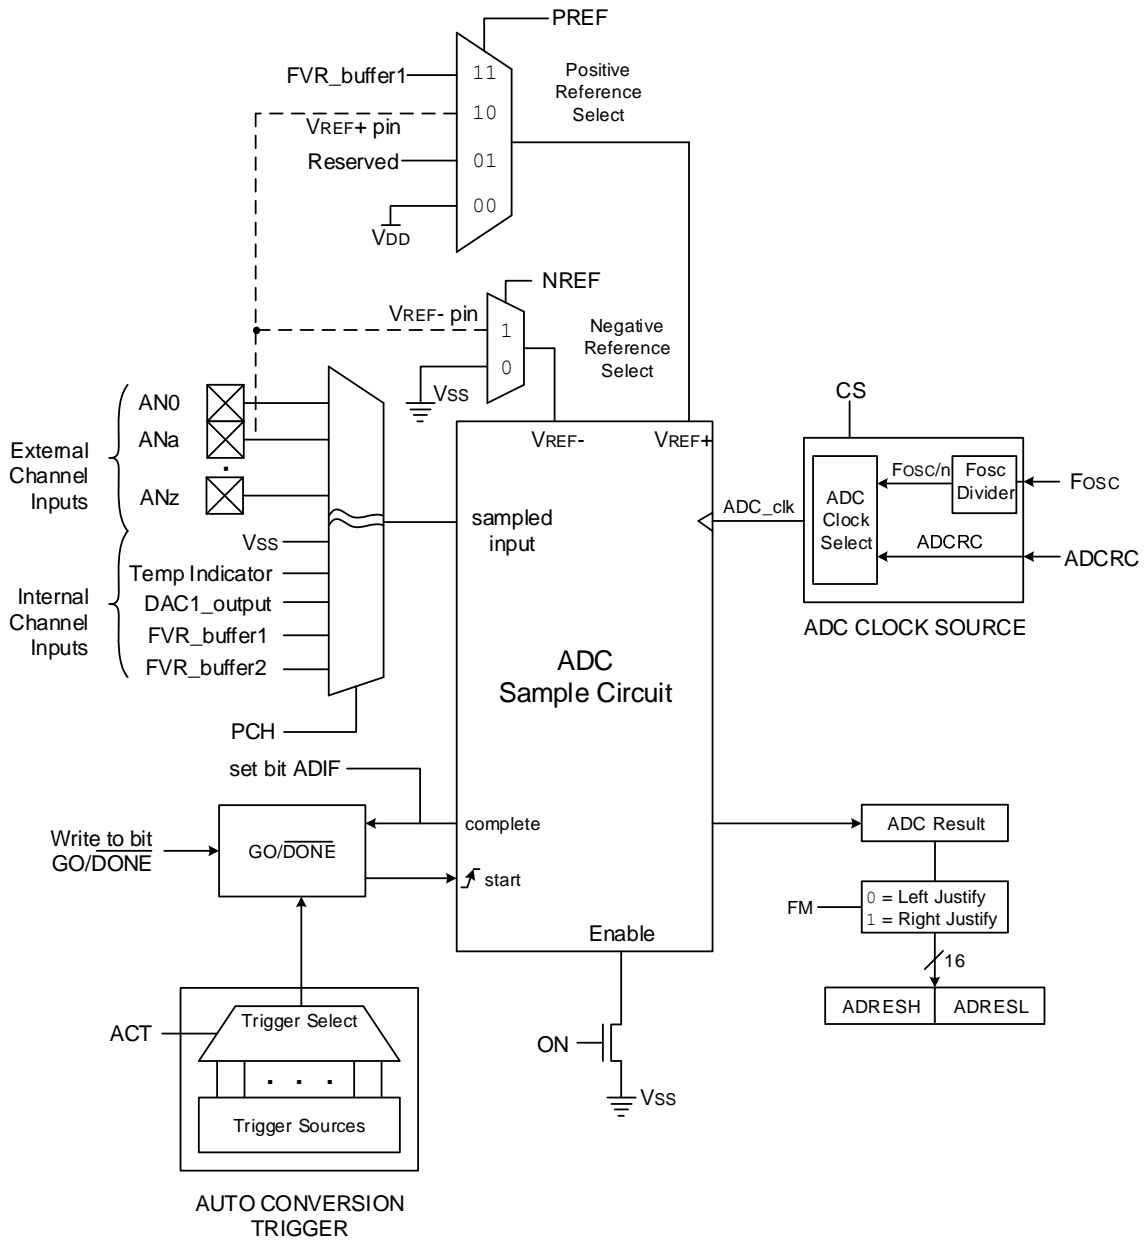 PREF
FVR_buffer1
11
Positive
Reference
Select
VREF+ pin
10
Reserved
01
00
VDD
NREF
VREF- pin
1
Negative
Reference
Select
0
VSS
External
Channel
Inputs
AN0
ANa
.
ANz
VREF-
VREF+
CS
ADC
Clock
Select
FOSC/n
Fosc
Divider
FOSC
ADCRC
ADCRC
ADC_clk
ADC CLOCK SOURCE
sampled
input
Internal
Channel
Inputs
VSS
Temp Indicator
DAC1_output
FVR_buffer1
FVR_buffer2
PCH
ADC
Sample Circuit
set bit ADIF
Write to bit
GO/DONE
GO/DONE
complete
start
Enable
ADC Result
FM
0 = Left Justify
1 = Right Justify
16
ADRESH
ADRESL
ON
VSS
ACT
Trigger Select
. . .
Trigger Sources
AUTO CONVERSION
TRIGGER